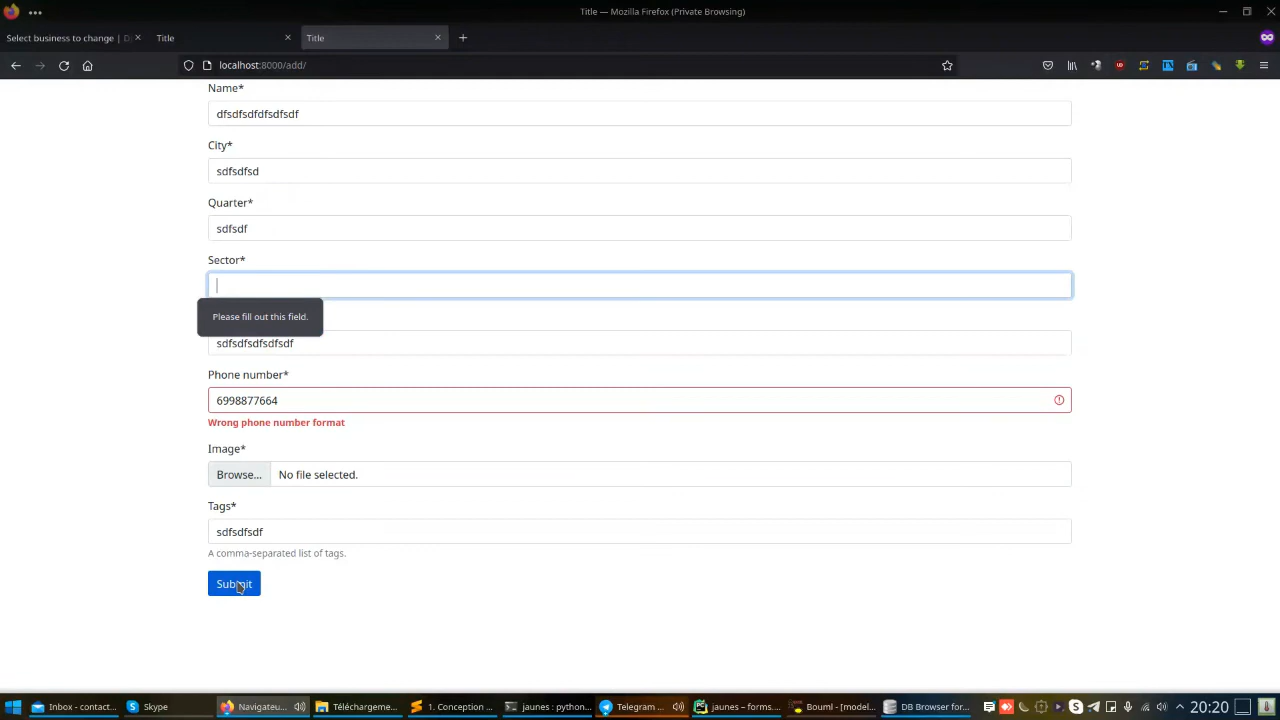 Title — Mozilla Firefox (Private Browsing)
Select business to change | D
Title
Title
localhost:8000/add/
Name*
dfsdfsdfdsfdsfsdf
City*
sdfsdfsd
Quarter*
sdfsdf
Sector*
Please fill out this field.
sdfsdfsdfsdfsdf
Phone number*
6998877664
Wrong phone number format
Image*
Browse... No file selected.
Tags*
sdfsdfsdf
A comma-separated list of tags.
Submit
Inbox - contact... Skype Navigateu... Téléchargeme... 1. Conception ... jaunes : python... Telegram ... jaunes – forms.... Bouml - [model... DB Browser for... 20:20